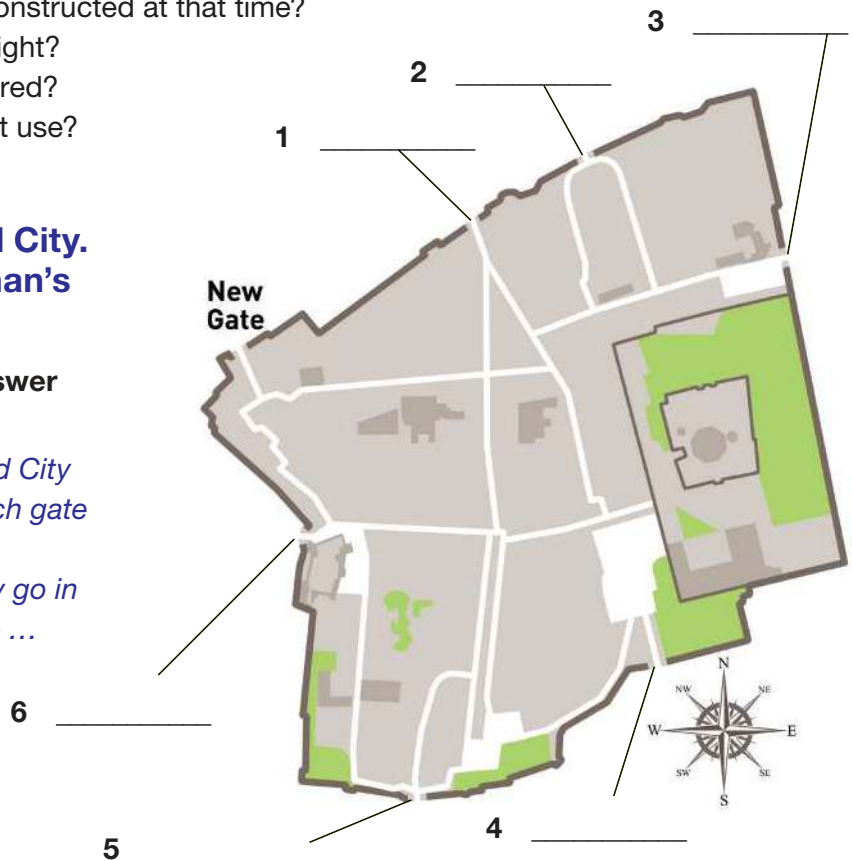 onstructed at that time?
ight?
red?
t use?
City.
an's
swer
d City
ch gate
y go in
...
1
2
3
New
Gate
6
5
4
N
NE
E
SE
S
SW
W
NW